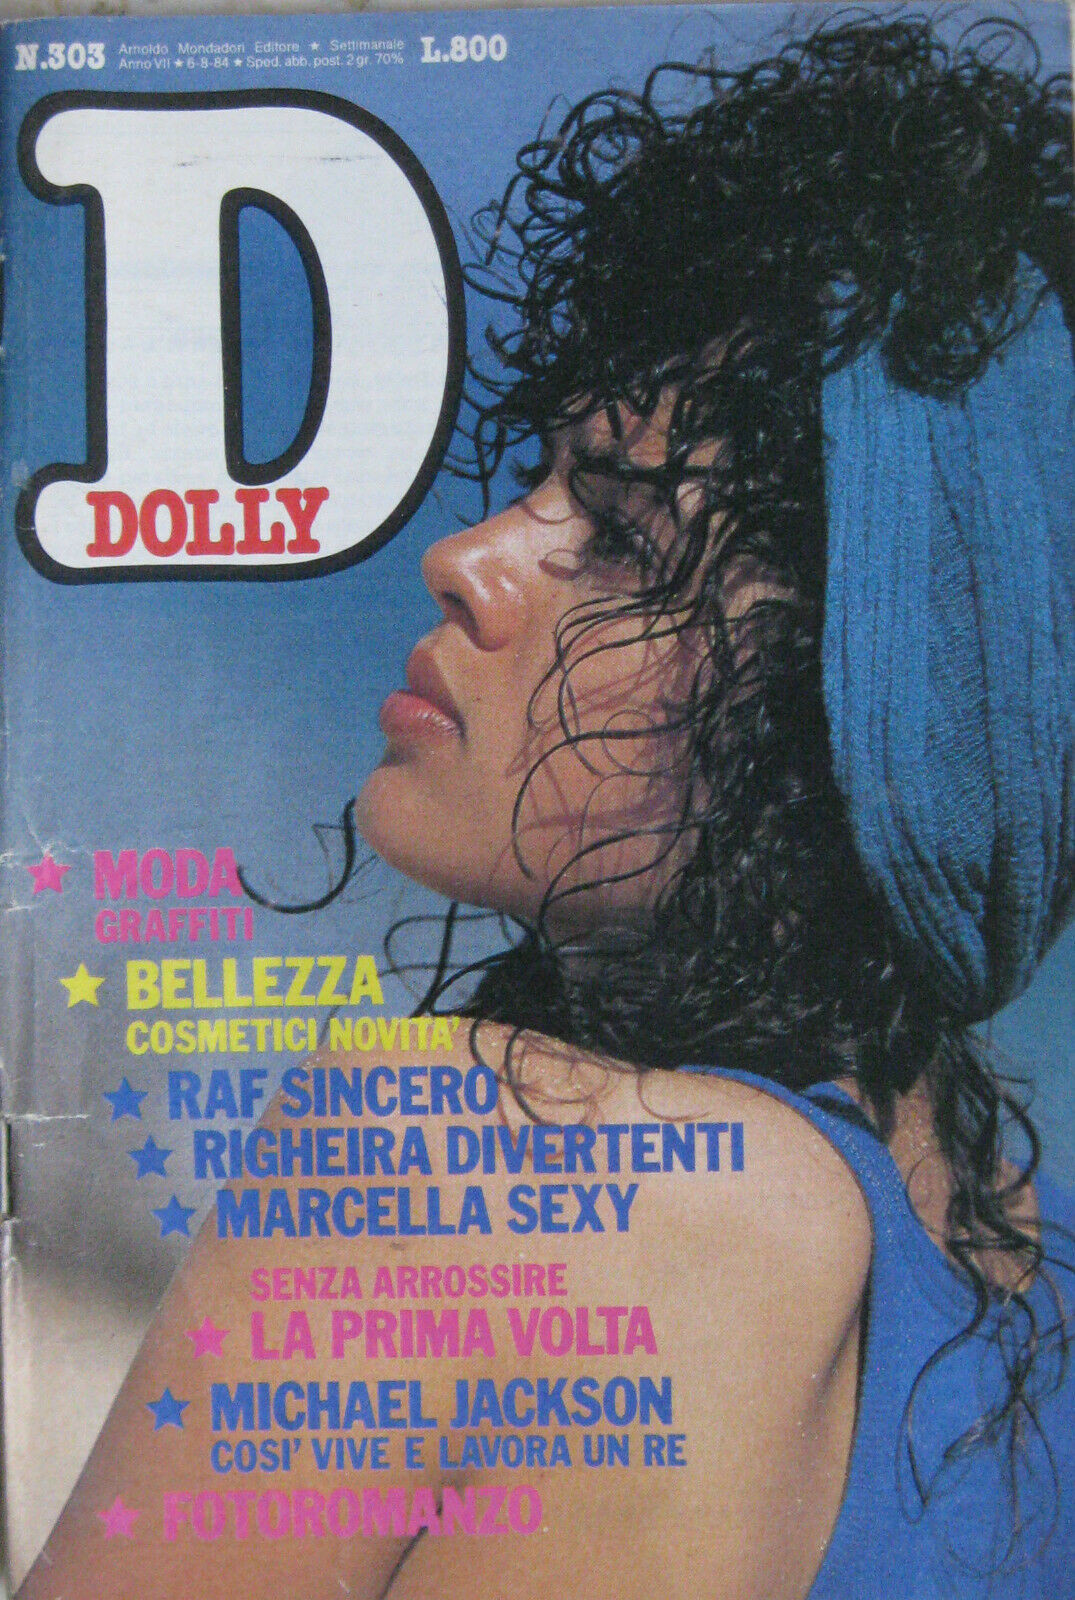 N.303
Arnoldo Mondadori Editore ★ Settimanale
Anno VII ★ 6-8-84 ★ Sped. abb. post. 2 gr. 70%
L.800
D
DOLLY
★ MODA
GRAFFITI
★ BELLEZZA
COSMETICI NOVITA'
★ RAF SINCERO
★ RIGHEIRA DIVERTENTI
★ MARCELLA SEXY
SENZA ARROSSIRE
★ LA PRIMA VOLTA
★ MICHAEL JACKSON
COSI' VIVE E LAVORA UN RE
★ FOTOROMANZO